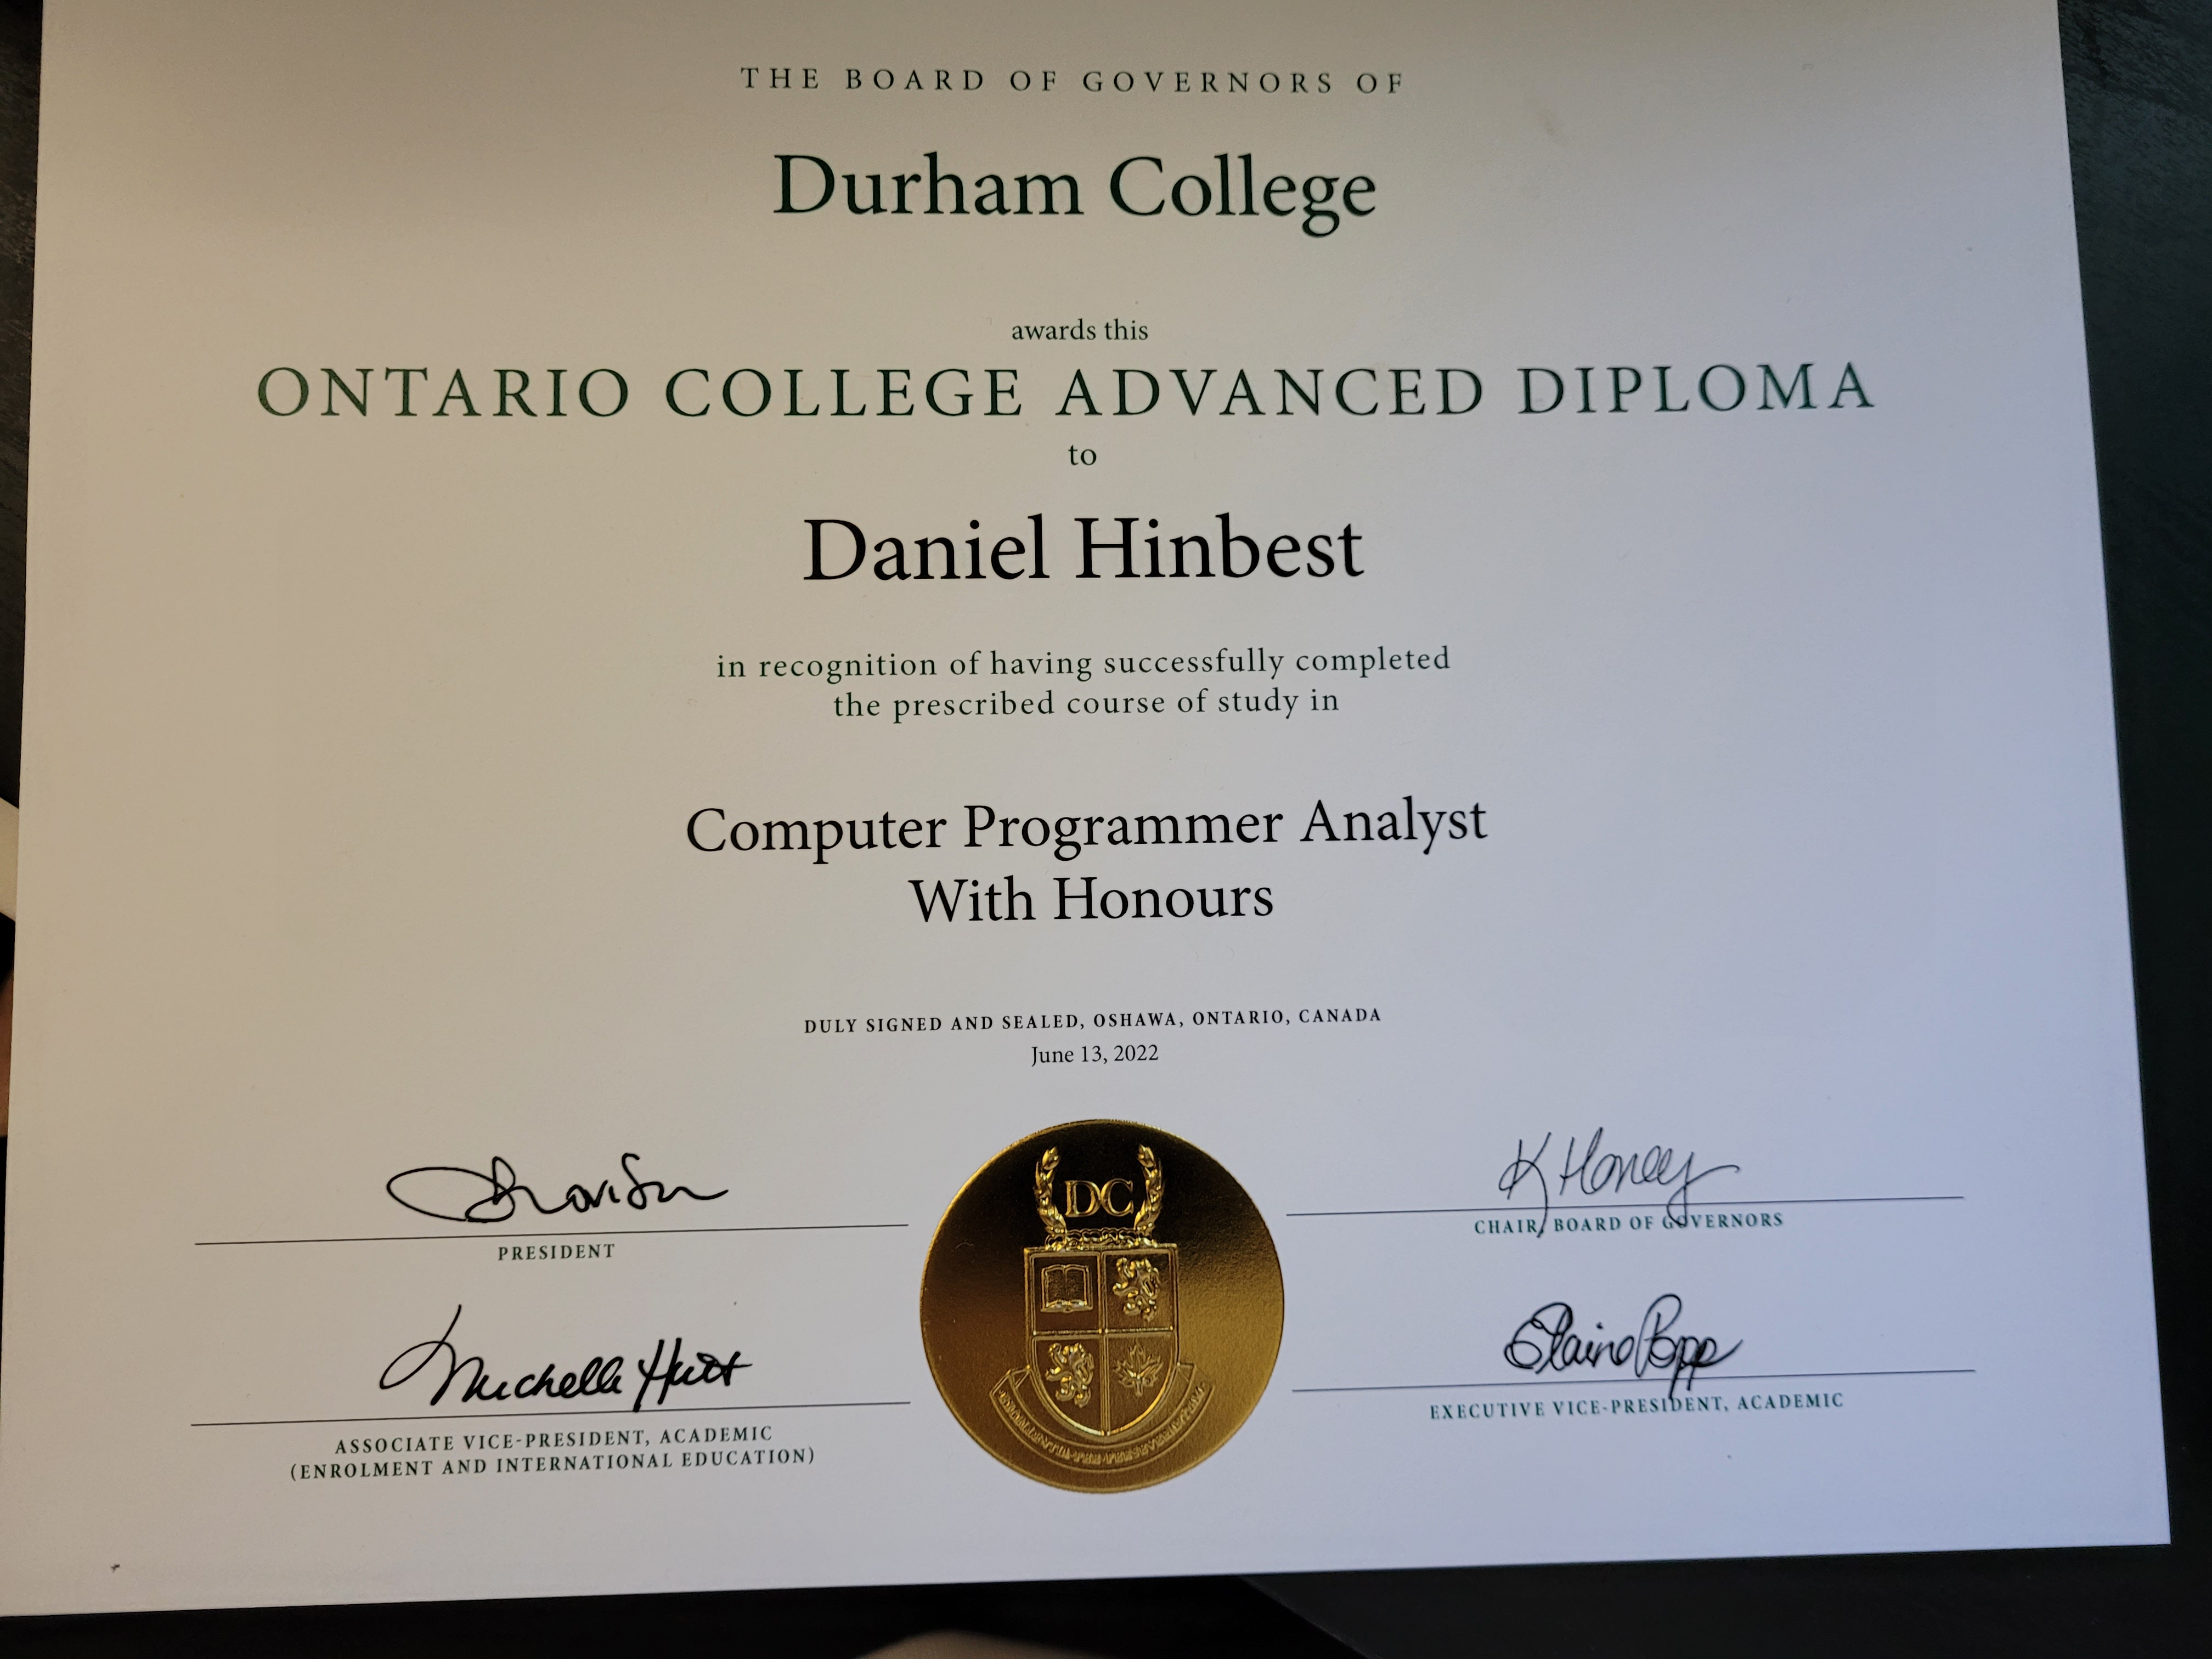 THE BOARD OF GOVERNORS OF
Durham College
awards this
ONTARIO COLLEGE ADVANCED DIPLOMA
to
Daniel Hinbest
in recognition of having successfully completed
the prescribed course of study in
Computer Programmer Analyst
With Honours
DULY SIGNED AND SEALED, OSHAWA, ONTARIO, CANADA
June 13, 2022
PRESIDENT
K Honey
CHAIR, BOARD OF GOVERNORS
DC
Michelle Hutt
ASSOCIATE VICE-PRESIDENT, ACADEMIC
(ENROLMENT AND INTERNATIONAL EDUCATION)
Elaine Popp
EXECUTIVE VICE-PRESIDENT, ACADEMIC